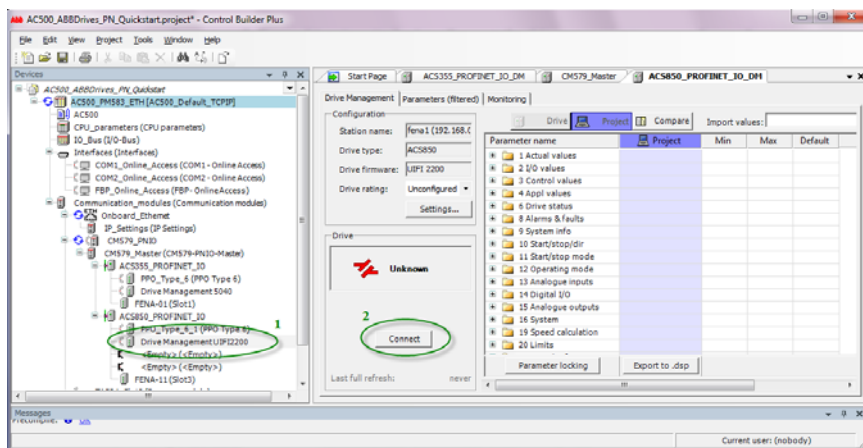 AC500_ABBDrives_PN_Quickstart.project* - Control Builder Plus
File Edit View Project Tools Window Help
Devices
AC500_ABBDrives_PN_Quickstart
AC500_PM583_ETH [AC500_Default_TCPIP]
AC500
CPU_parameters (CPU parameters)
IO_Bus (I/O-Bus)
Interfaces (Interfaces)
COM1_Online_Access (COM1 - Online Access)
COM2_Online_Access (COM2 - Online Access)
FBP_Online_Access (FBP - Online Access)
Communication_modules (Communication modules)
Onboard_Ethernet
IP_Settings (IP Settings)
CM579_PNIO
CM579_Master (CM579-PNIO-Master)
ACS355_PROFINET_IO
PPO_Type_6 (PPO Type 6)
Drive Management 5040
FENA-01 (Slot1)
ACS850_PROFINET_IO
PPO_Type_6_1 (PPO Type 6)
1
Drive Management UIFI2200
<Empty> (<Empty>)
<Empty> (<Empty>)
FENA-11 (Slot3)
Start Page
ACS355_PROFINET_IO_DM
CM579_Master
ACS850_PROFINET_IO_DM
Drive Management
Parameters (filtered)
Monitoring
Configuration
Station name: fena1 (192.168.0
Drive type: ACS850
Drive firmware: UIFI 2200
Drive rating: Unconfigured
Settings...
Drive
Unknown
2
Connect
Last full refresh: never
Drive Project Compare Import values:
Parameter name Project Min Max Default
1 Actual values
2 I/O values
3 Control values
4 Appl values
6 Drive status
8 Alarms & faults
9 System info
10 Start/stop/dir
11 Start/stop mode
12 Operating mode
13 Analogue inputs
14 Digital I/O
15 Analogue outputs
16 System
19 Speed calculation
20 Limits
Parameter locking
Export to .dsp
Messages
Precompile: OK
Current user: (nobody)